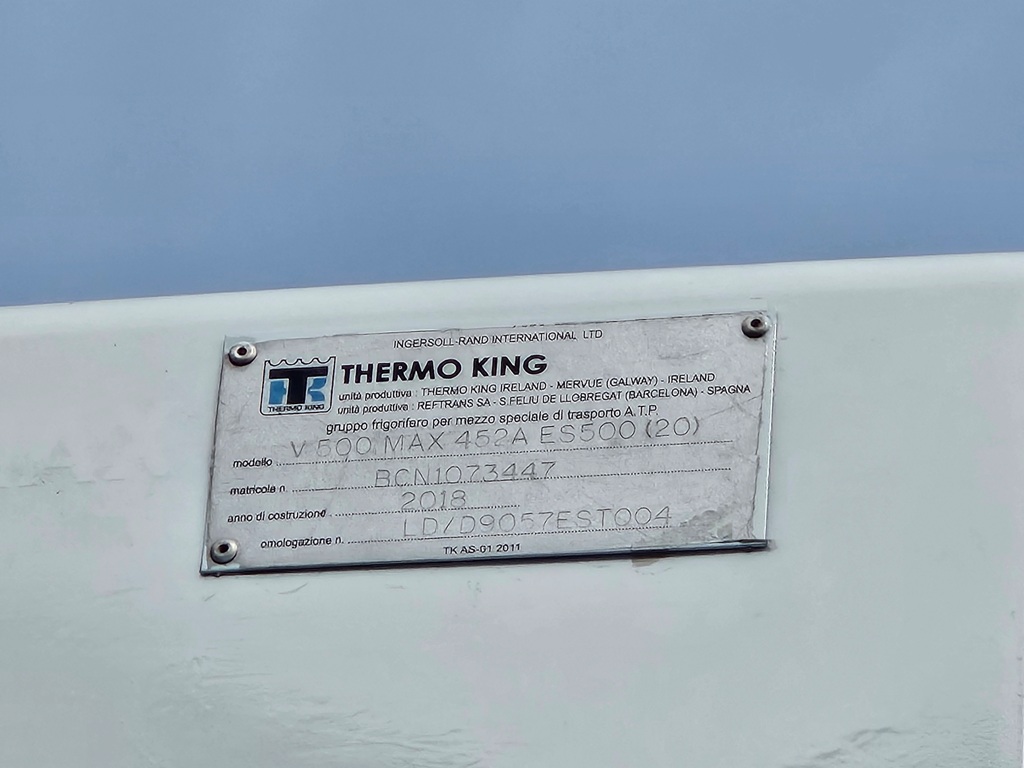 INGERSOLL-RAND INTERNATIONAL LTD
THERMO KING
THERMO KING
unità produttiva : THERMO KING IRELAND - MERVUE (GALWAY) - IRELAND
unità produttiva : REFTRANS SA - S.FELIU DE LLOBREGAT (BARCELONA) - SPAGNA
gruppo frigorifero per mezzo speciale di trasporto A.T.P.
modello V 500 MAX 452A ES500 (20)
matricola n. BCN1073447
anno di costruzione 2018
omologazione n. LD/D9057EST004
TK AS-01 2011